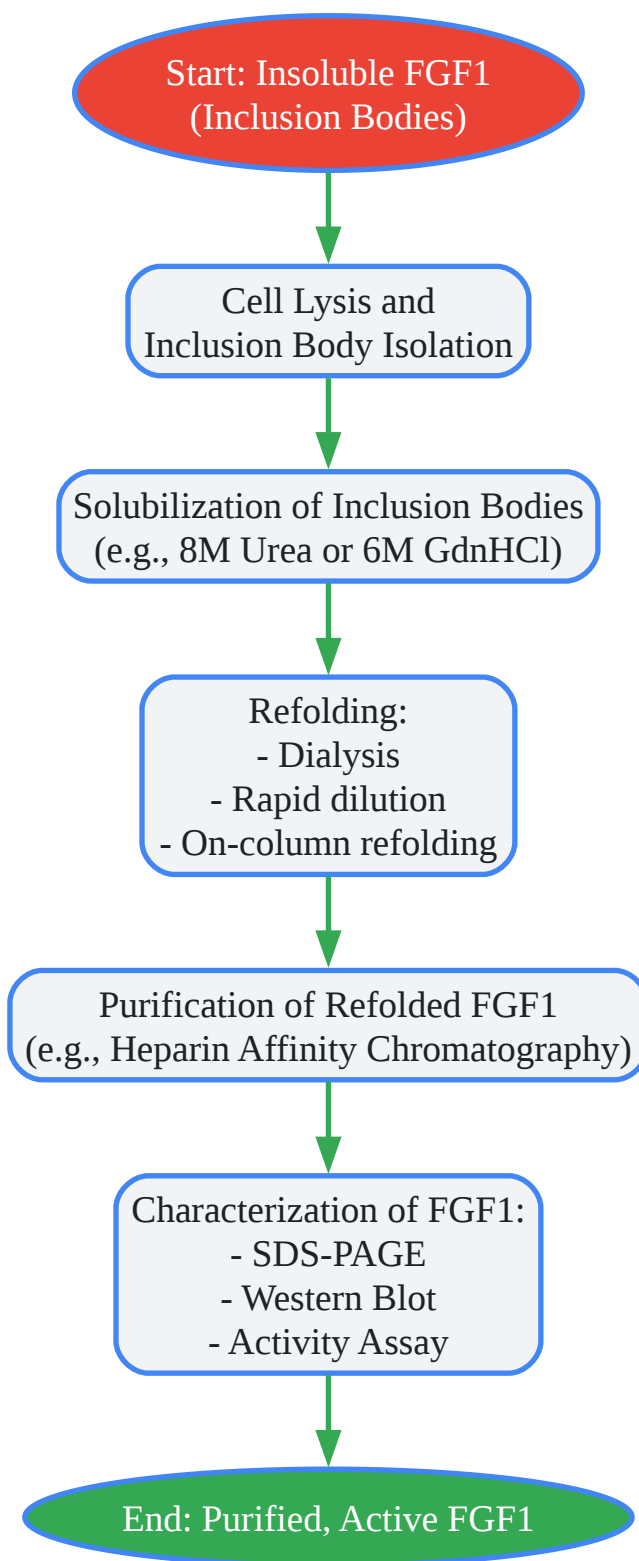 Start: Insoluble FGF1
(Inclusion Bodies)
Cell Lysis and
Inclusion Body Isolation
Solubilization of Inclusion Bodies
(e.g., 8M Urea or 6M GdnHCl)
Refolding:
- Dialysis
- Rapid dilution
- On-column refolding
Purification of Refolded FGF1
(e.g., Heparin Affinity Chromatography)
Characterization of FGF1:
- SDS-PAGE
- Western Blot
- Activity Assay
End: Purified, Active FGF1